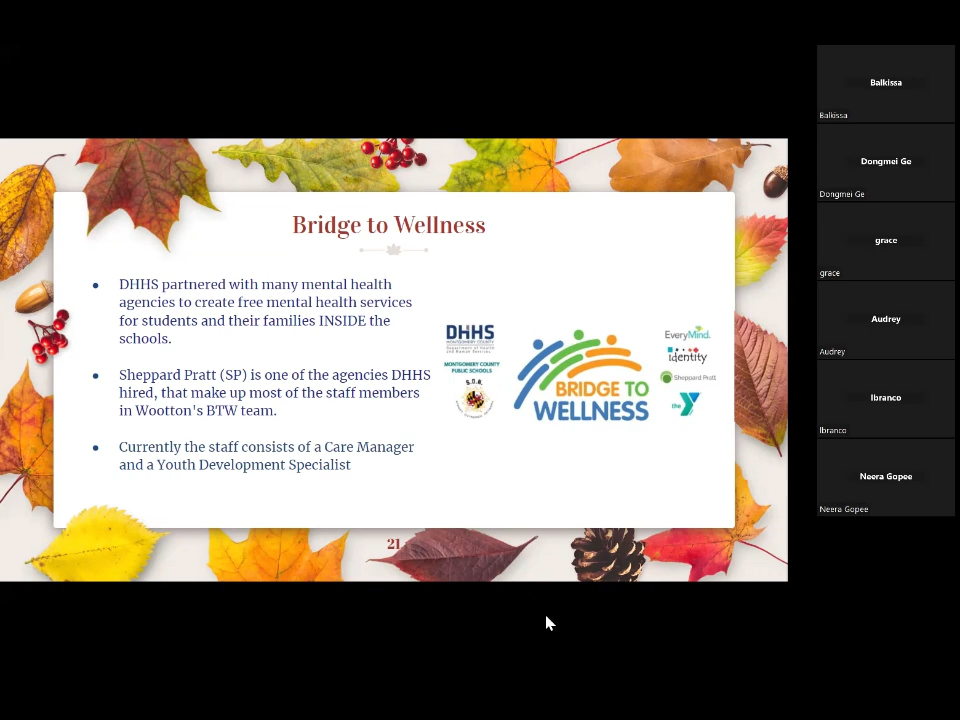 Bridge to Wellness
● DHHS partnered with many mental health
agencies to create free mental health services
for students and their families INSIDE the
schools.
● Sheppard Pratt (SP) is one of the agencies DHHS
hired, that make up most of the staff members
in Wootton's BTW team.
● Currently the staff consists of a Care Manager
and a Youth Development Specialist
DHHS
MONTGOMERY COUNTY
Department of Health
and Human Services
MONTGOMERY COUNTY
PUBLIC SCHOOLS
BRIDGE TO
WELLNESS
EveryMind.
identity
Sheppard Pratt
the Y
21
Balkissa
Balkissa
Dongmei Ge
Dongmei Ge
grace
grace
Audrey
Audrey
lbranco
lbranco
Neera Gopee
Neera Gopee